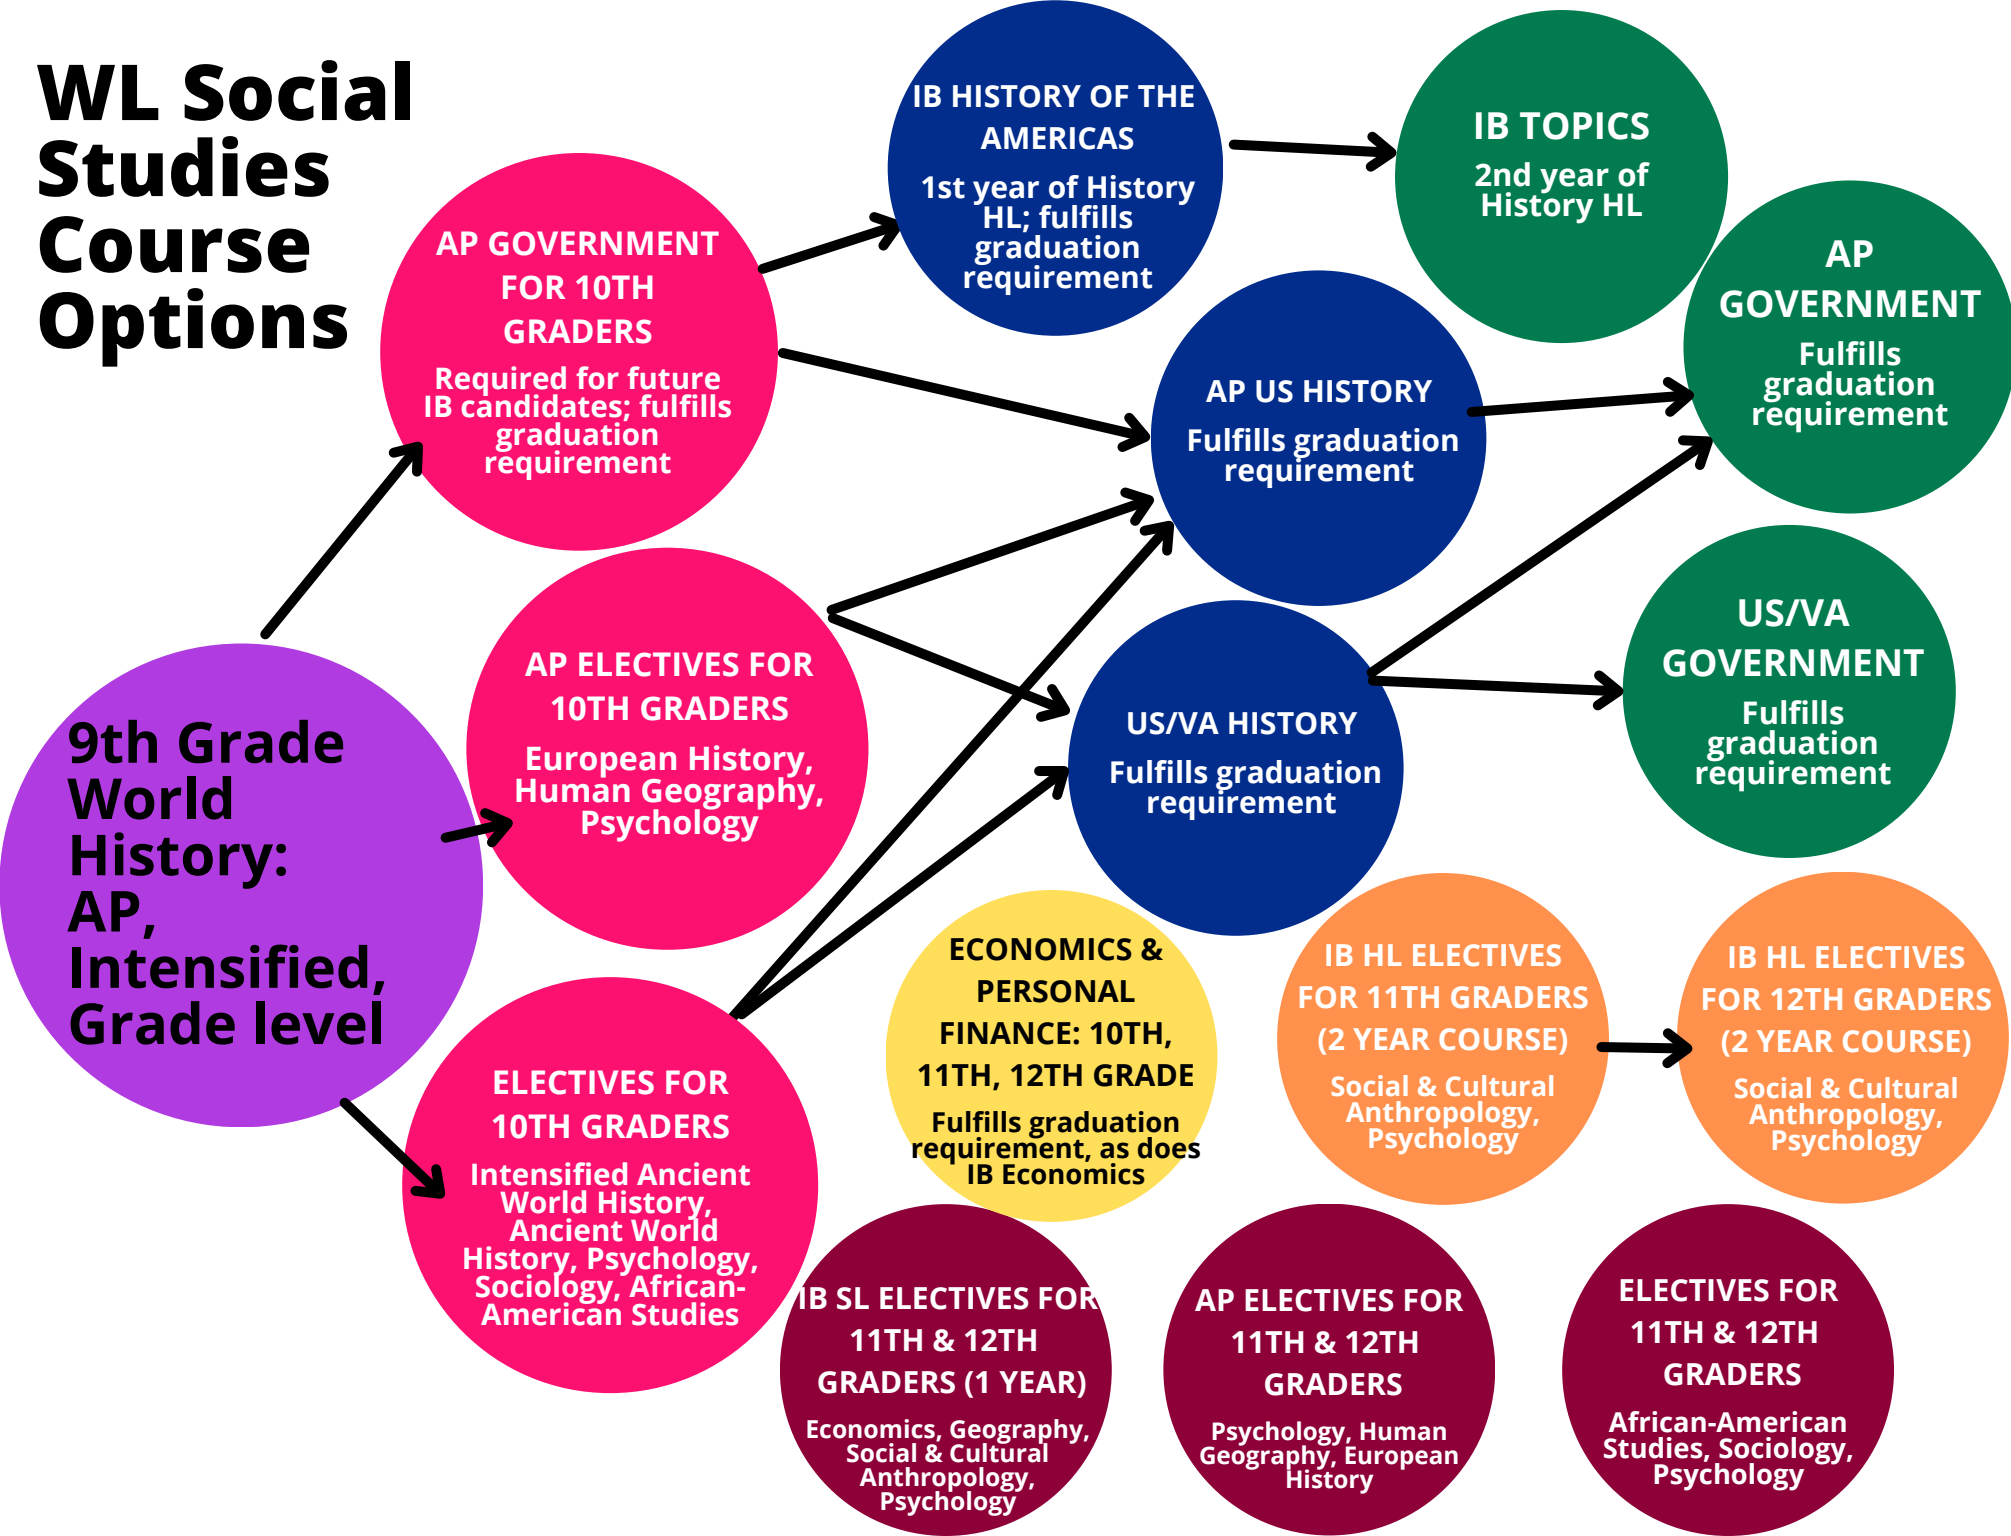 WL Social
Studies
Course
Options
9th Grade
World
History:
AP,
Intensified,
Grade level
AP GOVERNMENT
FOR 10TH
GRADERS
Required for future
IB candidates; fulfills
graduation
requirement
AP ELECTIVES FOR
10TH GRADERS
European History,
Human Geography,
Psychology
ELECTIVES FOR
10TH GRADERS
Intensified Ancient
World History,
Ancient World
History, Psychology,
Sociology, African-
American Studies
IB HISTORY OF THE
AMERICAS
1st year of History
HL; fulfills
graduation
requirement
AP US HISTORY
Fulfills graduation
requirement
US/VA HISTORY
Fulfills graduation
requirement
IB TOPICS
2nd year of
History HL
AP
GOVERNMENT
Fulfills
graduation
requirement
US/VA
GOVERNMENT
Fulfills
graduation
requirement
ECONOMICS &
PERSONAL
FINANCE: 10TH,
11TH, 12TH GRADE
Fulfills graduation
requirement, as does
IB Economics
IB HL ELECTIVES
FOR 11TH GRADERS
(2 YEAR COURSE)
Social & Cultural
Anthropology,
Psychology
IB HL ELECTIVES
FOR 12TH GRADERS
(2 YEAR COURSE)
Social & Cultural
Anthropology,
Psychology
IB SL ELECTIVES FOR
11TH & 12TH
GRADERS (1 YEAR)
Economics, Geography,
Social & Cultural
Anthropology,
Psychology
AP ELECTIVES FOR
11TH & 12TH
GRADERS
Psychology, Human
Geography, European
History
ELECTIVES FOR
11TH & 12TH
GRADERS
African-American
Studies, Sociology,
Psychology